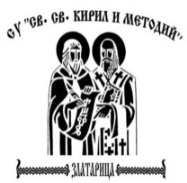 СУ "СВ. СВ. КИРИЛ И МЕТОДИЙ"
ЗЛАТАРИЦА